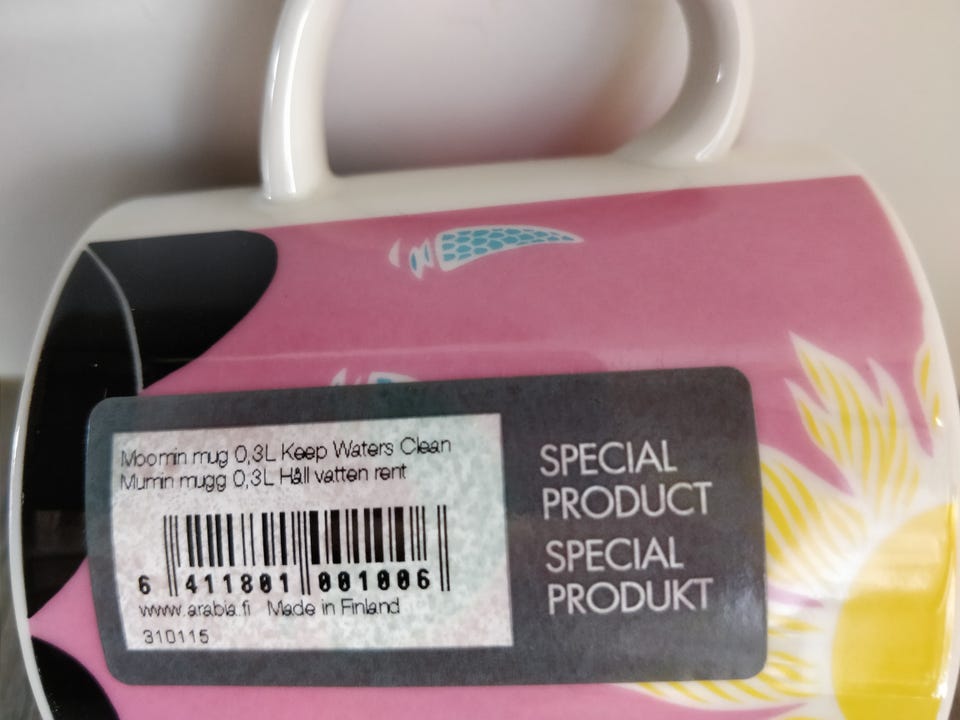 Moomin mug 0,3L Keep Waters Clean
Mumin mugg 0,3L Håll vatten rent
6 411801 001006
www.arabia.fi Made in Finland
310115
SPECIAL
PRODUCT
SPECIAL
PRODUKT